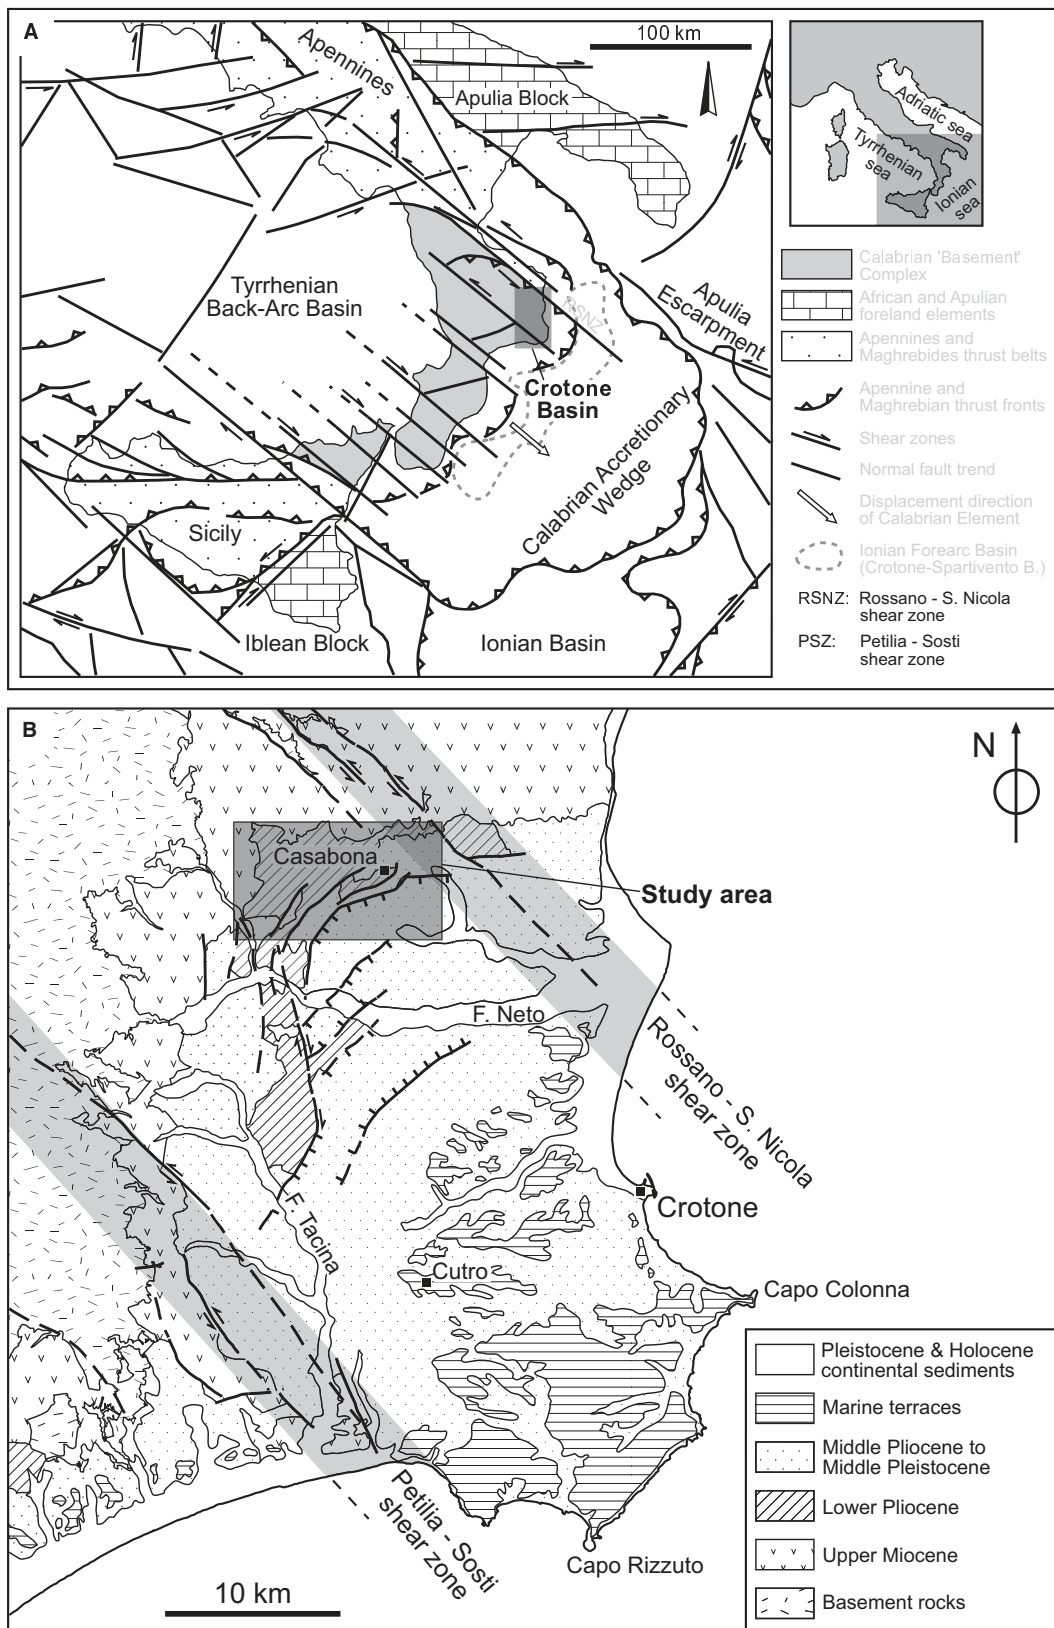 A
100 km
Apennines
Apulia Block
Adriatic sea
Tyrrhenian
sea
Ionian
sea
Tyrrhenian
Back-Arc Basin
RSNZ
Apulia
Escarpment
Crotone
Basin
Calabrian Accretionary
Wedge
Sicily
Iblean Block
Ionian Basin
Calabrian 'Basement'
Complex
African and Apulian
foreland elements
Apennines and
Maghrebides thrust belts
Apennine and
Maghrebian thrust fronts
Shear zones
Normal fault trend
Displacement direction
of Calabrian Element
Ionian Forearc Basin
(Crotone-Spartivento B.)
RSNZ: Rossano - S. Nicola
shear zone
PSZ: Petilia - Sosti
shear zone
B
N
Casabona
Study area
F. Neto
Rossano - S. Nicola
shear zone
F. Tacina
Crotone
Cutro
Capo Colonna
Petilia - Sosti
shear zone
Capo Rizzuto
10 km
Pleistocene & Holocene
continental sediments
Marine terraces
Middle Pliocene to
Middle Pleistocene
Lower Pliocene
Upper Miocene
Basement rocks